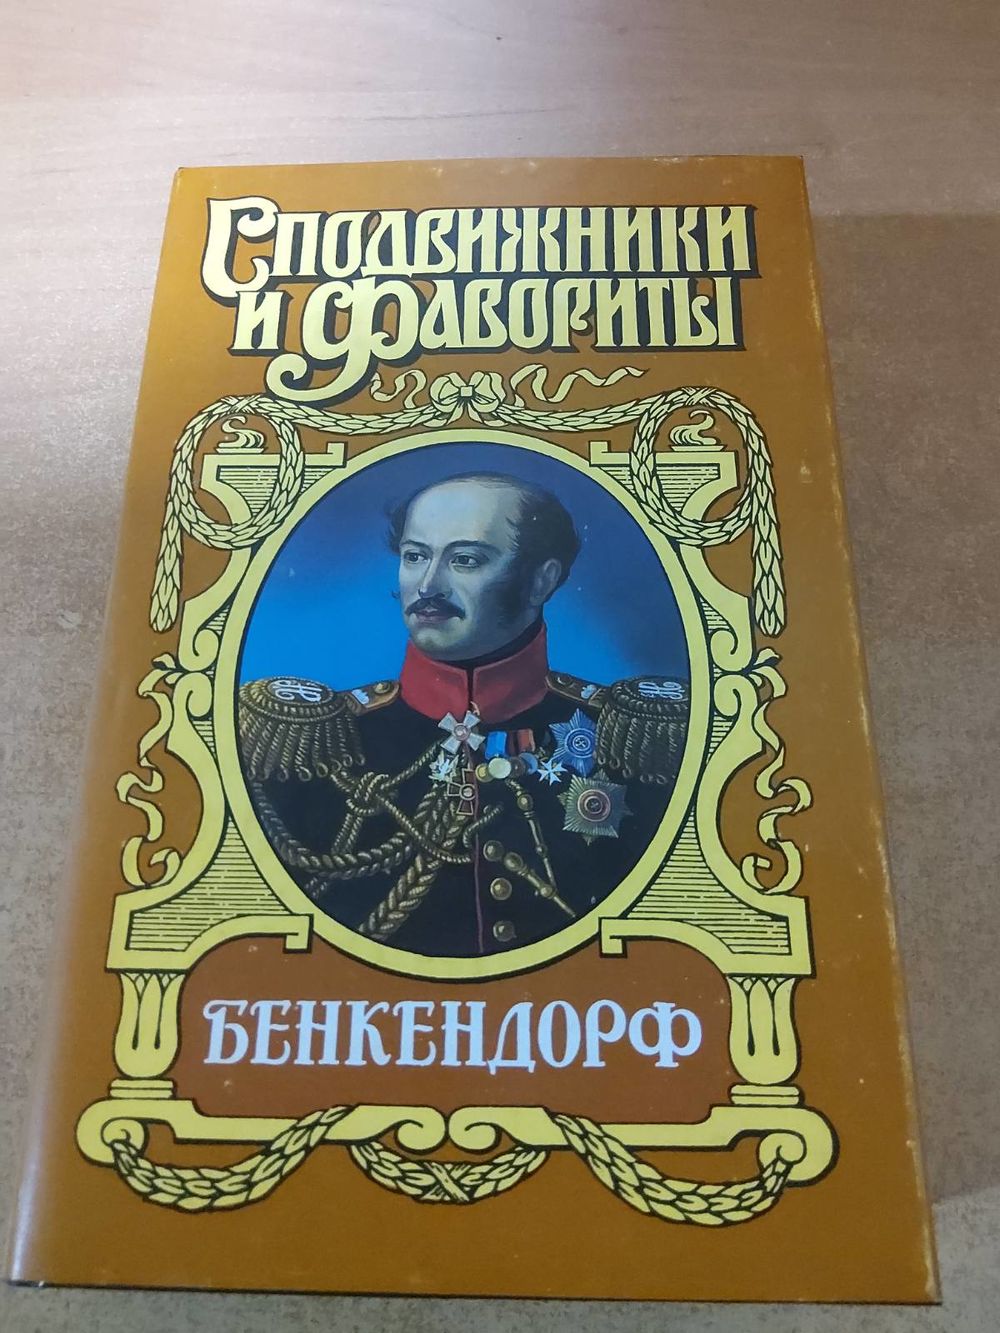 Сподвижники
и фавориты
БЕНКЕНДОРФ